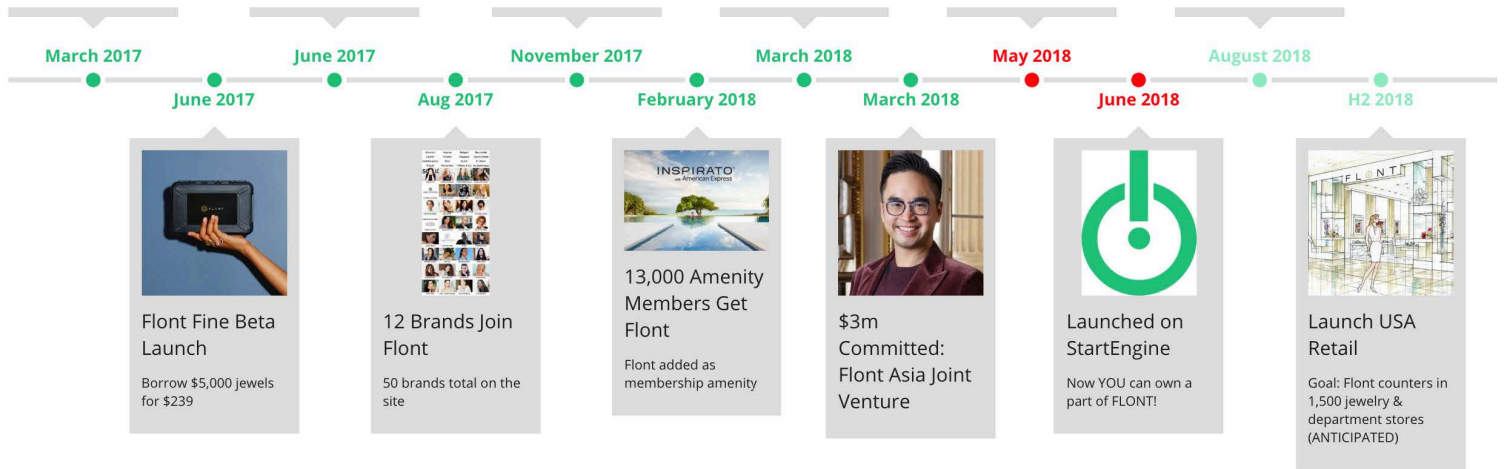 March 2017
June 2017
November 2017
March 2018
May 2018
August 2018
June 2017
Aug 2017
February 2018
March 2018
June 2018
H2 2018
FLONT
Flont Fine Beta
Launch
Borrow $5,000 jewels
for $239
12 Brands Join
Flont
50 brands total on the
site
INSPIRATO
with American Express
13,000 Amenity
Members Get
Flont
Flont added as
membership amenity
$3m
Committed:
Flont Asia Joint
Venture
Launched on
StartEngine
Now YOU can own a
part of FLONT!
FLONT
Launch USA
Retail
Goal: Flont counters in
1,500 jewelry &
department stores
(ANTICIPATED)